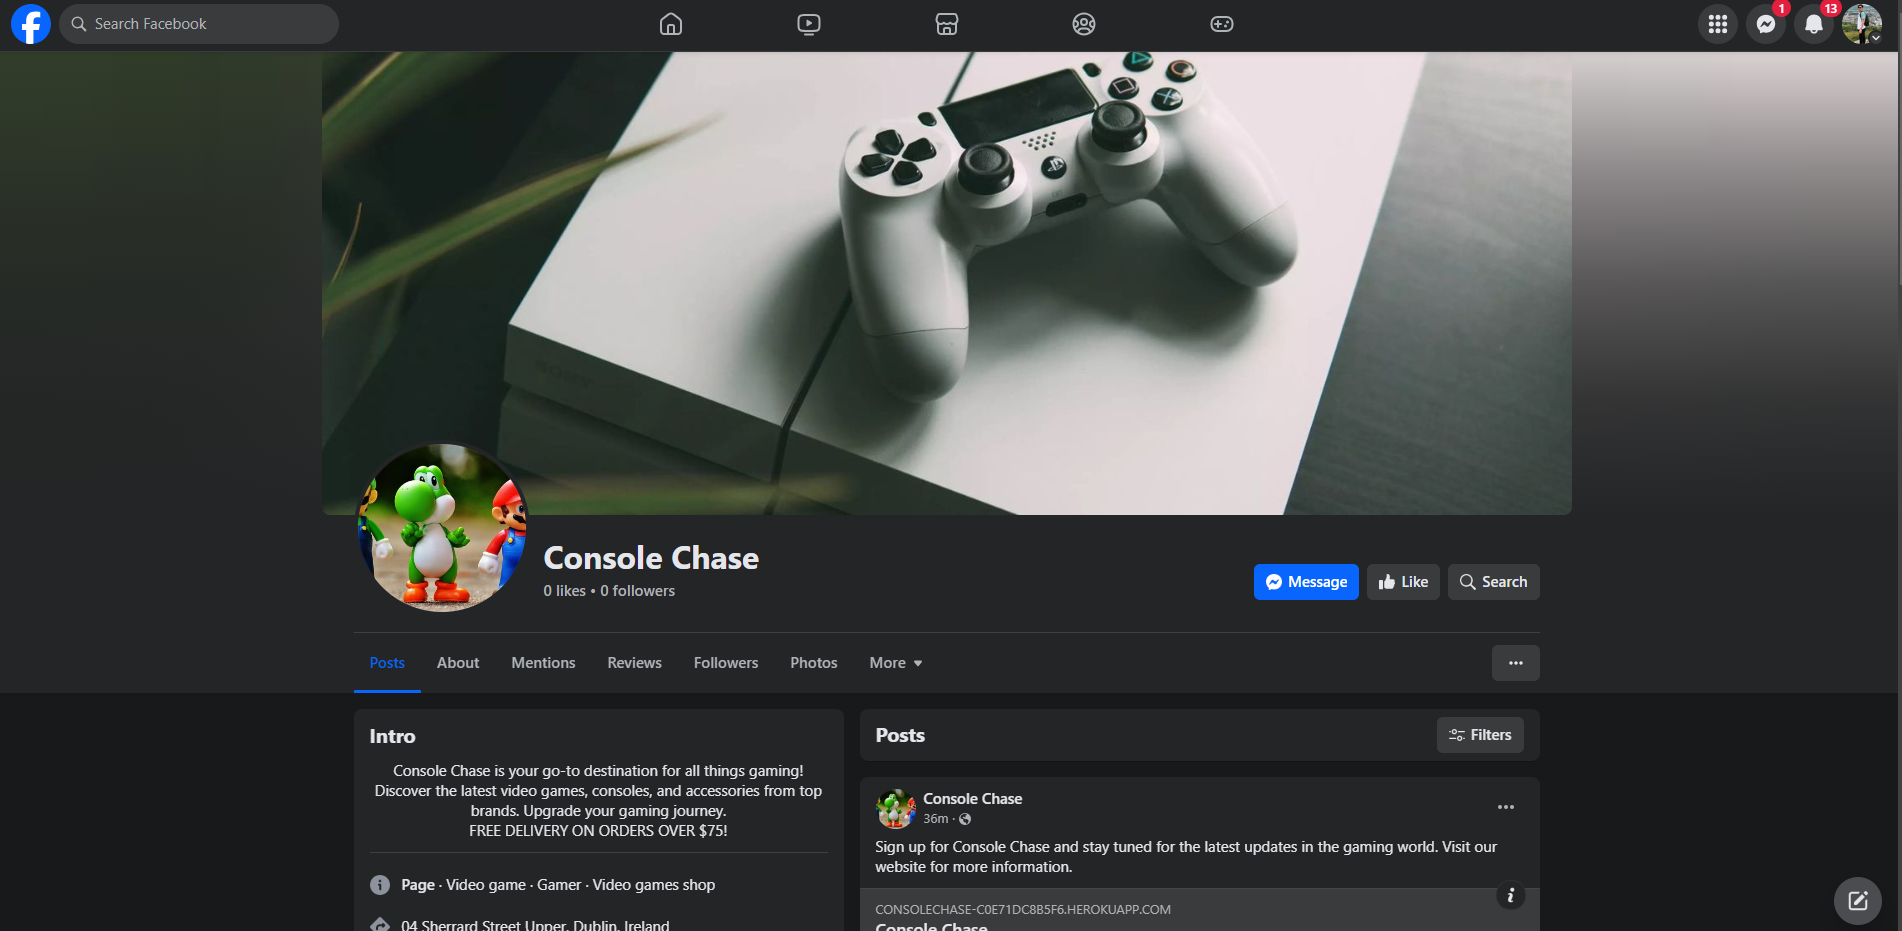 Search Facebook
1
13
Console Chase
0 likes • 0 followers
Message
Like
Search
Posts
About
Mentions
Reviews
Followers
Photos
More
Intro
Console Chase is your go-to destination for all things gaming!
Discover the latest video games, consoles, and accessories from top
brands. Upgrade your gaming journey.
FREE DELIVERY ON ORDERS OVER $75!
Page · Video game · Gamer · Video games shop
04 Sherrard Street Upper, Dublin, Ireland
Posts
Filters
Console Chase
36m ·
Sign up for Console Chase and stay tuned for the latest updates in the gaming world. Visit our
website for more information.
CONSOLECHASE-C0E71DC8B5F6.HEROKUAPP.COM
Console Chase